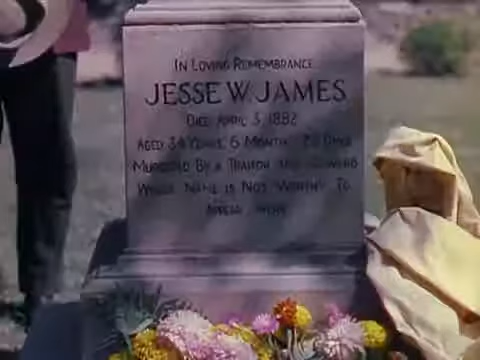 IN LOVING REMEMBRANCE
JESSE W. JAMES
DIED APRIL 3, 1882
AGED 34 YEARS, 6 MONTHS, 28 DAYS
MURDERED BY A TRAITOR AND COWARD
WHOSE NAME IS NOT WORTHY TO
APPEAR HERE